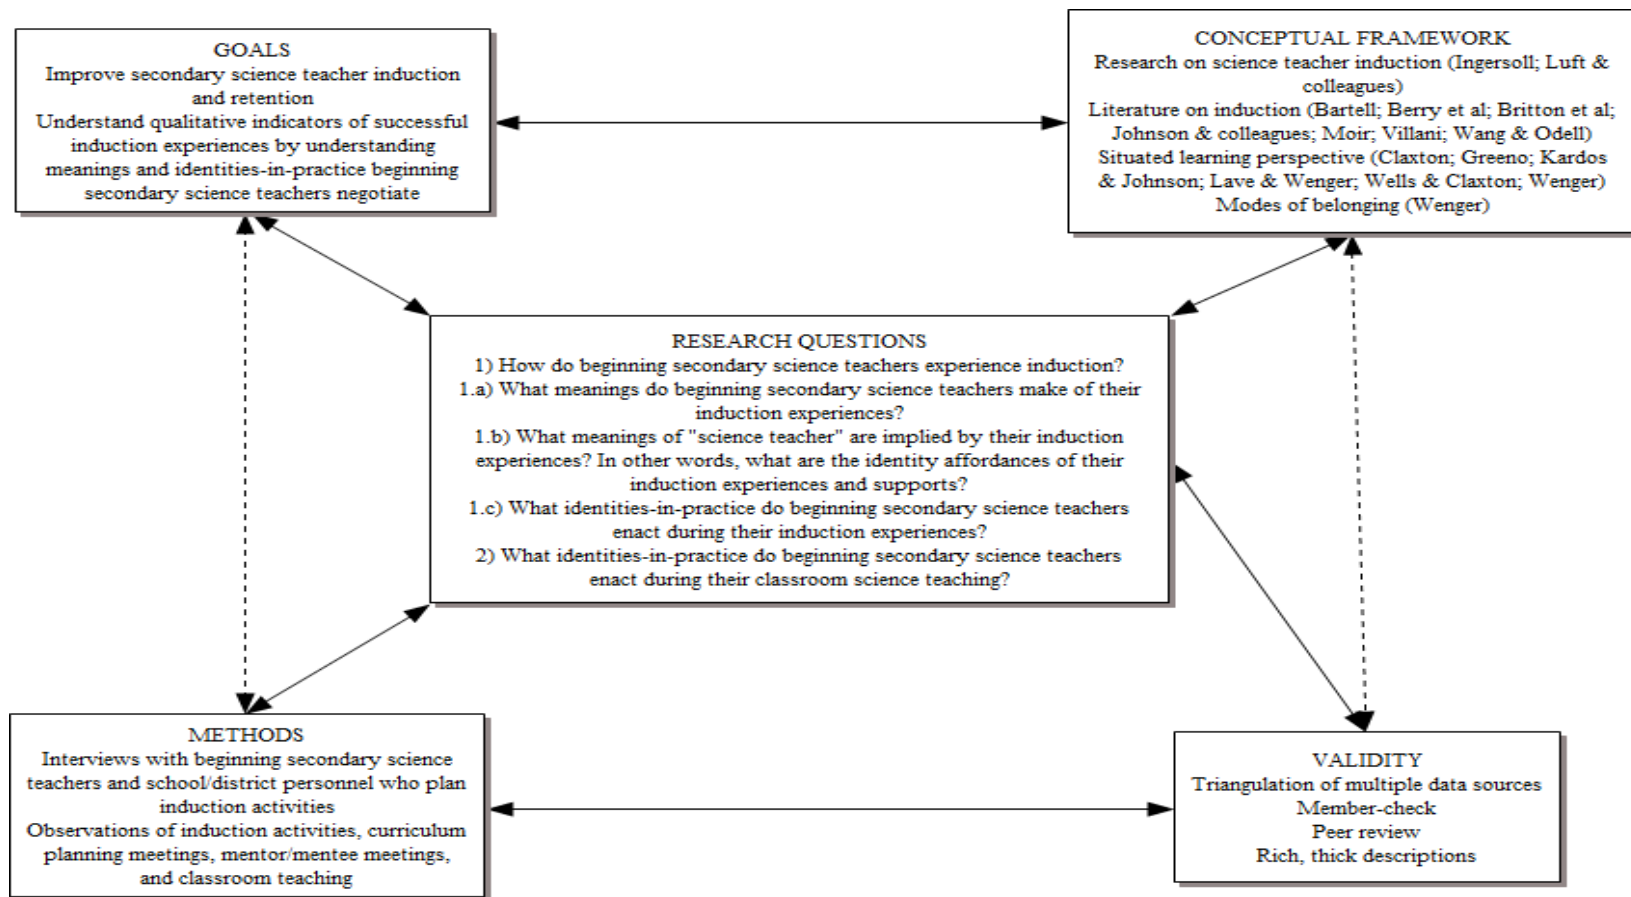 GOALS
Improve secondary science teacher induction
and retention
Understand qualitative indicators of successful
induction experiences by understanding
meanings and identities-in-practice beginning
secondary science teachers negotiate
CONCEPTUAL FRAMEWORK
Research on science teacher induction (Ingersoll; Luft &
colleagues)
Literature on induction (Bartell; Berry et al; Britton et al;
Johnson & colleagues; Moir; Villani; Wang & Odell)
Situated learning perspective (Claxton; Greeno; Kardos
& Johnson; Lave & Wenger; Wells & Claxton; Wenger)
Modes of belonging (Wenger)
RESEARCH QUESTIONS
1) How do beginning secondary science teachers experience induction?
1.a) What meanings do beginning secondary science teachers make of their
induction experiences?
1.b) What meanings of "science teacher" are implied by their induction
experiences? In other words, what are the identity affordances of their
induction experiences and supports?
1.c) What identities-in-practice do beginning secondary science teachers
enact during their induction experiences?
2) What identities-in-practice do beginning secondary science teachers
enact during their classroom science teaching?
METHODS
Interviews with beginning secondary science
teachers and school/district personnel who plan
induction activities
Observations of induction activities, curriculum
planning meetings, mentor/mentee meetings,
and classroom teaching
VALIDITY
Triangulation of multiple data sources
Member-check
Peer review
Rich, thick descriptions